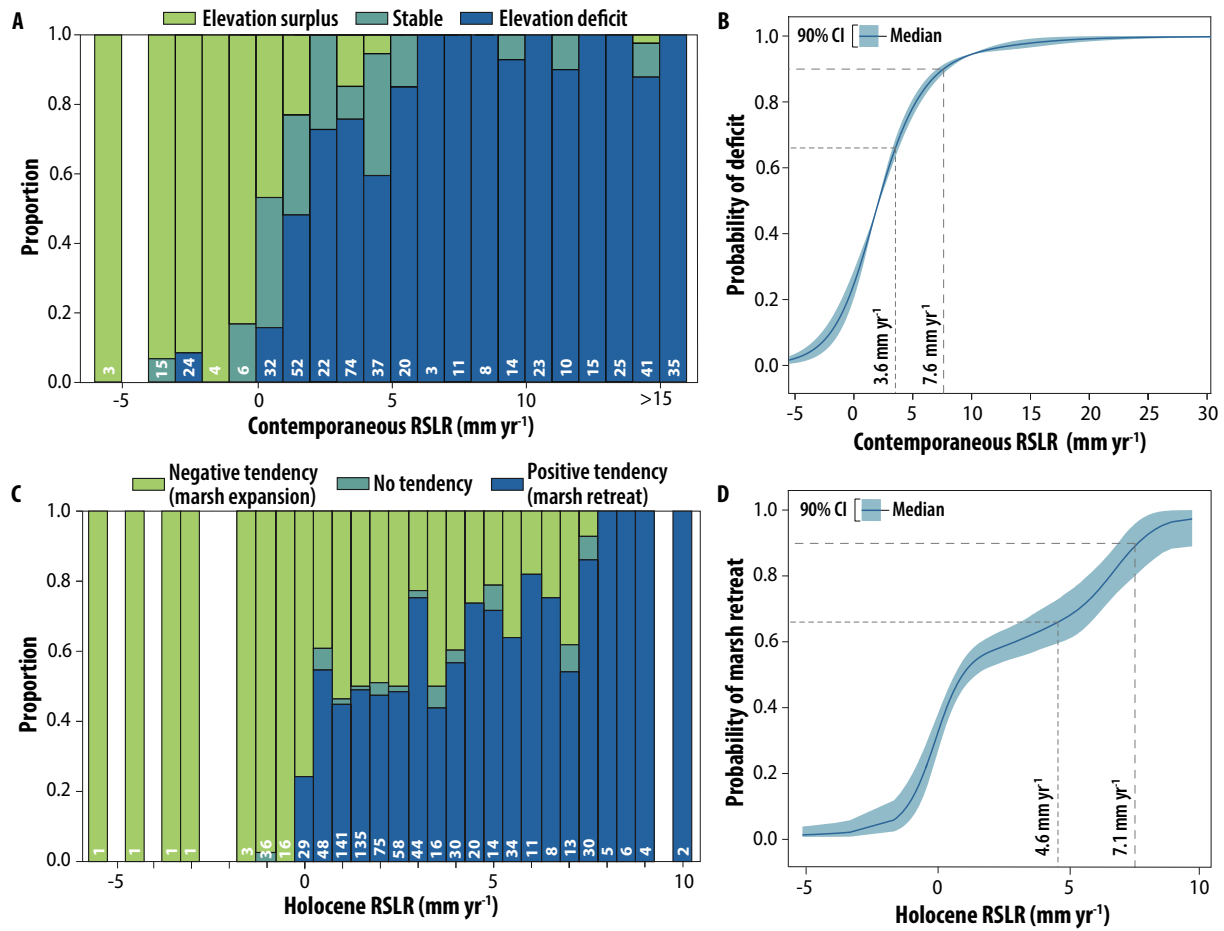 A
Elevation surplus Stable Elevation deficit
1.0
0.8
0.6
0.4
0.2
0.0
Proportion
3 15 24 4 6 32 52 22 74 37 20 3 11 8 14 23 10 15 25 41 35
-5 0 5 >15
Contemporaneous RSLR (mm yr-1)
B
90% CI Median
1.0
0.8
0.6
0.4
0.2
0.0
Probability of deficit
3.6 mm yr-1
7.6 mm yr-1
-5 0 5 10 15 20 25 30
Contemporaneous RSLR (mm yr-1)
C
Negative tendency (marsh expansion)
No tendency
Positive tendency (marsh retreat)
1.0
0.8
0.6
0.4
0.2
0.0
Proportion
1 1 1 1 3 36 16 29 48 141 135 75 58 44 16 30 20 14 34 11 8 13 30 5 6 4 2
-5 0 5 10
Holocene RSLR (mm yr-1)
D
90% CI Median
1.0
0.8
0.6
0.4
0.2
0.0
Probability of marsh retreat
4.6 mm yr-1
7.1 mm yr-1
-5 0 5 10
Holocene RSLR (mm yr-1)